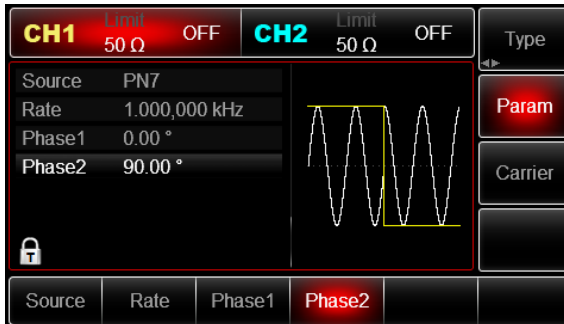 CH1 Limit 50 Ω OFF CH2 Limit 50 Ω OFF Type
Source PN7
Rate 1.000,000 kHz Param
Phase1 0.00 °
Phase2 90.00 ° Carrier
T
Source Rate Phase1 Phase2